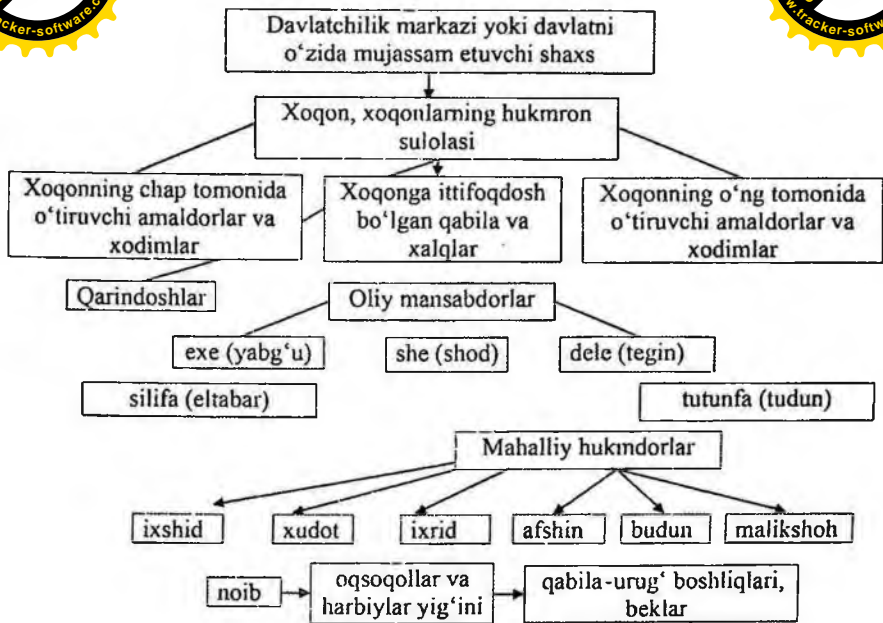 Davlatchilik markazi yoki davlatni
o‘zida mujassam etuvchi shaxs
Xoqon, xoqonlarning hukmron
sulolasi
Xoqonning chap tomonida
o‘tiruvchi amaldorlar va
xodimlar
Xoqonga ittifoqdosh
bo‘lgan qabila va
xalqlar
Xoqonning o‘ng tomonida
o‘tiruvchi amaldorlar va
xodimlar
Qarindoshlar
Oliy mansabdorlar
exe (yabg‘u)
she (shod)
dele (tegin)
silifa (eltabar)
tutunfa (tudun)
Mahalliy hukmdorlar
ixshid
xudot
ixrid
afshin
budun
malikshoh
noib
oqsoqollar va
harbiylar yig‘ini
qabila-urug‘ boshliqlari,
beklar